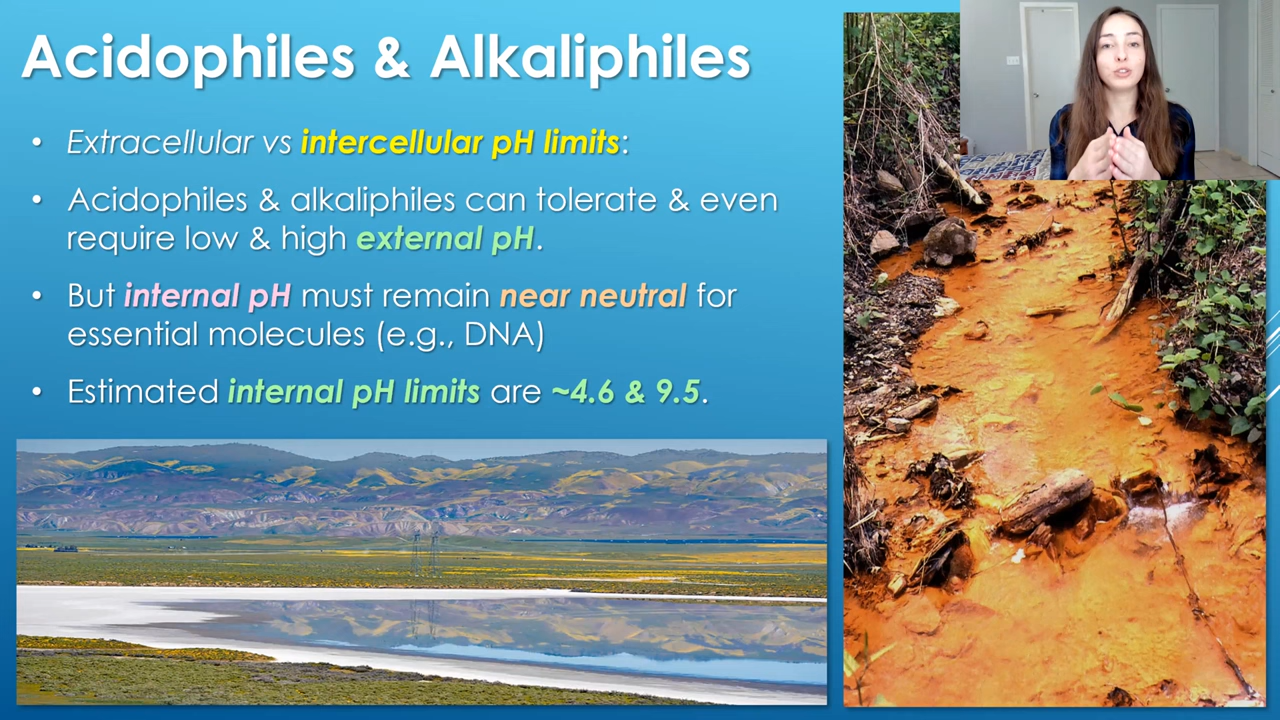 Acidophiles & Alkaliphiles
• Extracellular vs intercellular pH limits:
• Acidophiles & alkaliphiles can tolerate & even
require low & high external pH.
• But internal pH must remain near neutral for
essential molecules (e.g., DNA)
• Estimated internal pH limits are ~4.6 & 9.5.